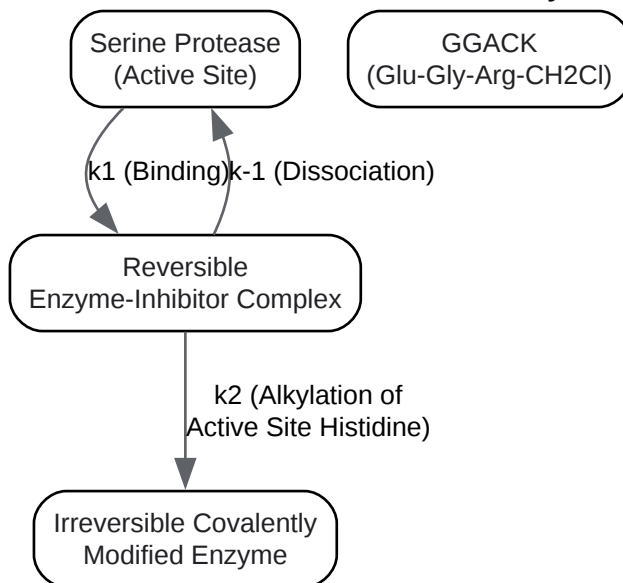 Serine Protease
(Active Site)
GGACK
(Glu-Gly-Arg-CH2Cl)
k1 (Binding)
k-1 (Dissociation)
Reversible
Enzyme-Inhibitor Complex
k2 (Alkylation of
Active Site Histidine)
Irreversible Covalently
Modified Enzyme